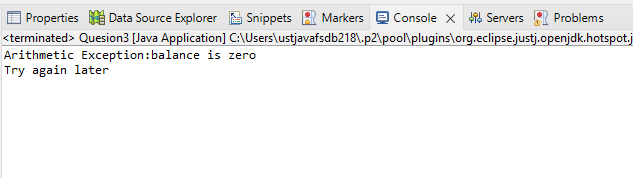 Properties Data Source Explorer Snippets Markers Console Servers Problems
<terminated> Quesion3 [Java Application] C:\Users\ustjavafsdb218\.p2\pool\plugins\org.eclipse.justj.openjdk.hotspot.j
Arithmetic Exception:balance is zero
Try again later